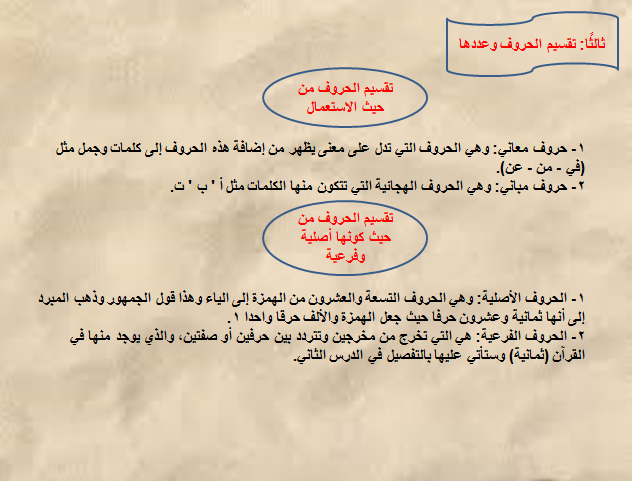 ثالثًا: تقسيم الحروف وعددها
تقسيم الحروف من
حيث الاستعمال
١- حروف معاني: وهي الحروف التي تدل على معنى يظهر من إضافة هذه الحروف إلى كلمات وجمل مثل
(في - من - عن).
٢- حروف مباني: وهي الحروف الهجائية التي تتكون منها الكلمات مثل أ ' ب ' ت.
تقسيم الحروف من
حيث كونها أصلية
وفرعية
١- الحروف الأصلية: وهي الحروف التسعة والعشرون من الهمزة إلى الياء وهذا قول الجمهور وذهب المبرد
إلى أنها ثمانية وعشرون حرفا حيث جعل الهمزة والألف حرفا واحدا ١.
٢- الحروف الفرعية: هي التي تخرج من مخرجين وتتردد بين حرفين أو صفتين، والذي يوجد منها في
القرآن (ثمانية) وستأتي عليها بالتفصيل في الدرس الثاني.